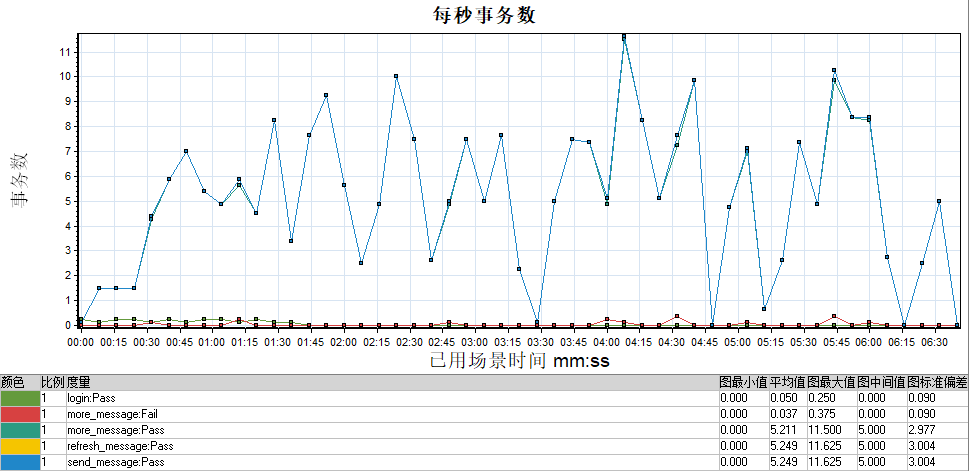 每秒事务数
11
10
9
8
7
6
5
4
3
2
1
0
事务数
00:00 00:15 00:30 00:45 01:00 01:15 01:30 01:45 02:00 02:15 02:30 02:45 03:00 03:15 03:30 03:45 04:00 04:15 04:30 04:45 05:00 05:15 05:30 05:45 06:00 06:15 06:30
已用场景时间 mm:ss
颜色 比例 度量 图最小值 平均值 图最大值 图中间值 图标准偏差
1 login:Pass 0.000 0.050 0.250 0.000 0.090
1 more_message:Fail 0.000 0.037 0.375 0.000 0.090
1 more_message:Pass 0.000 5.211 11.500 5.000 2.977
1 refresh_message:Pass 0.000 5.249 11.625 5.000 3.004
1 send_message:Pass 0.000 5.249 11.625 5.000 3.004